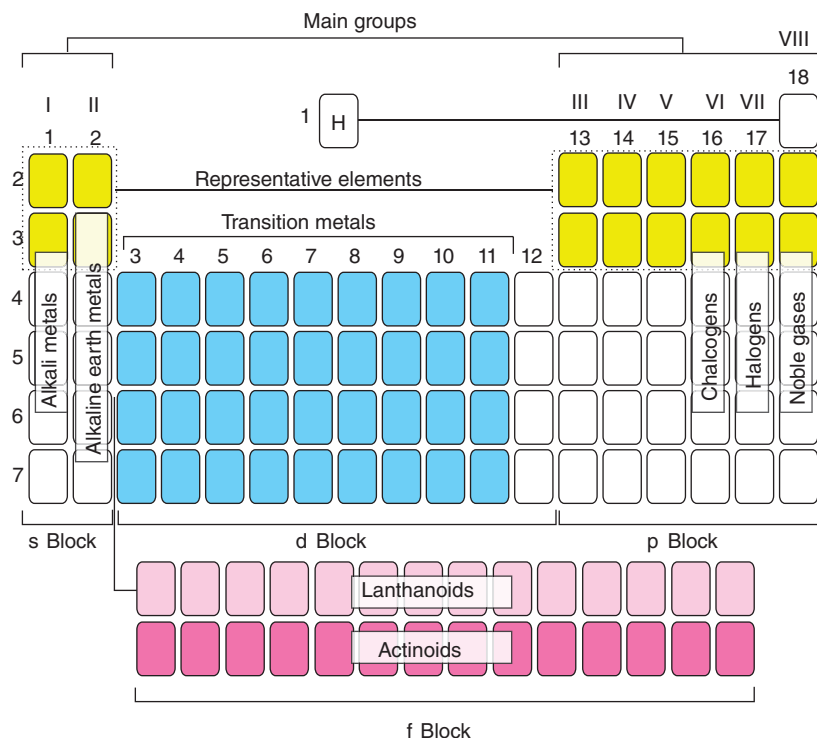 Main groups
VIII
18
I II
1 2
1 H
III IV V VI VII
13 14 15 16 17
2
Representative elements
3
Transition metals
3 4 5 6 7 8 9 10 11 12
4
5
6
7
Alkali metals
Alkaline earth metals
Chalcogens
Halogens
Noble gases
s Block d Block p Block
Lanthanoids
Actinoids
f Block